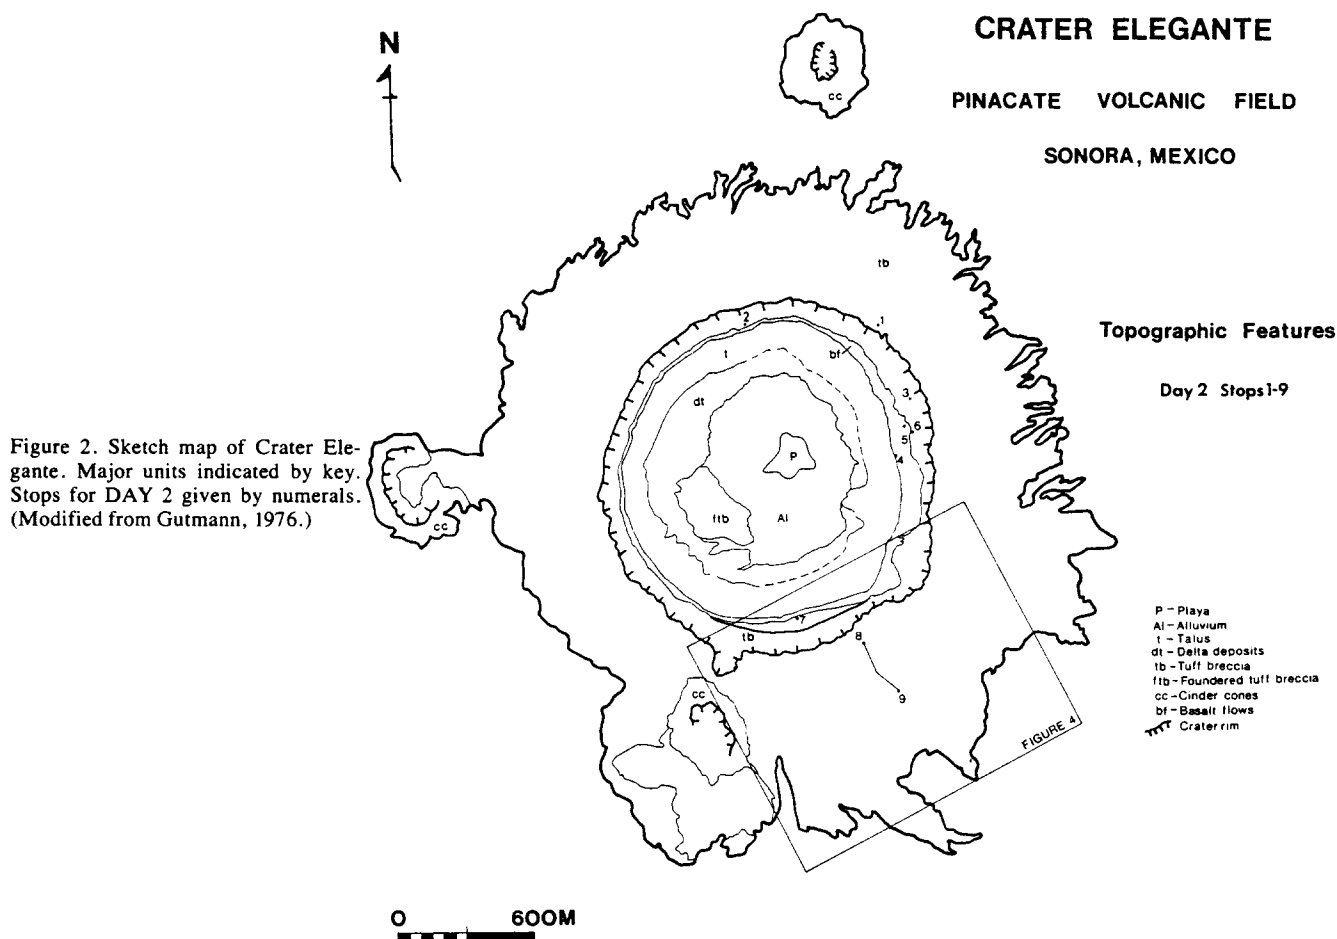 CRATER ELEGANTE
PINACATE VOLCANIC FIELD
SONORA, MEXICO
N
cc
tb
Topographic Features
Day 2 Stops 1-9
1
2
t
bf
dt
3
6
5
4
P
ftb
Al
Figure 2. Sketch map of Crater Ele-
gante. Major units indicated by key.
Stops for DAY 2 given by numerals.
(Modified from Gutmann, 1976.)
cc
3
7
tb
8
9
cc
FIGURE 4
P - Playa
Al - Alluvium
t - Talus
dt - Delta deposits
tb - Tuff breccia
ftb - Foundered tuff breccia
cc - Cinder cones
bf - Basalt flows
Crater rim
0 600M